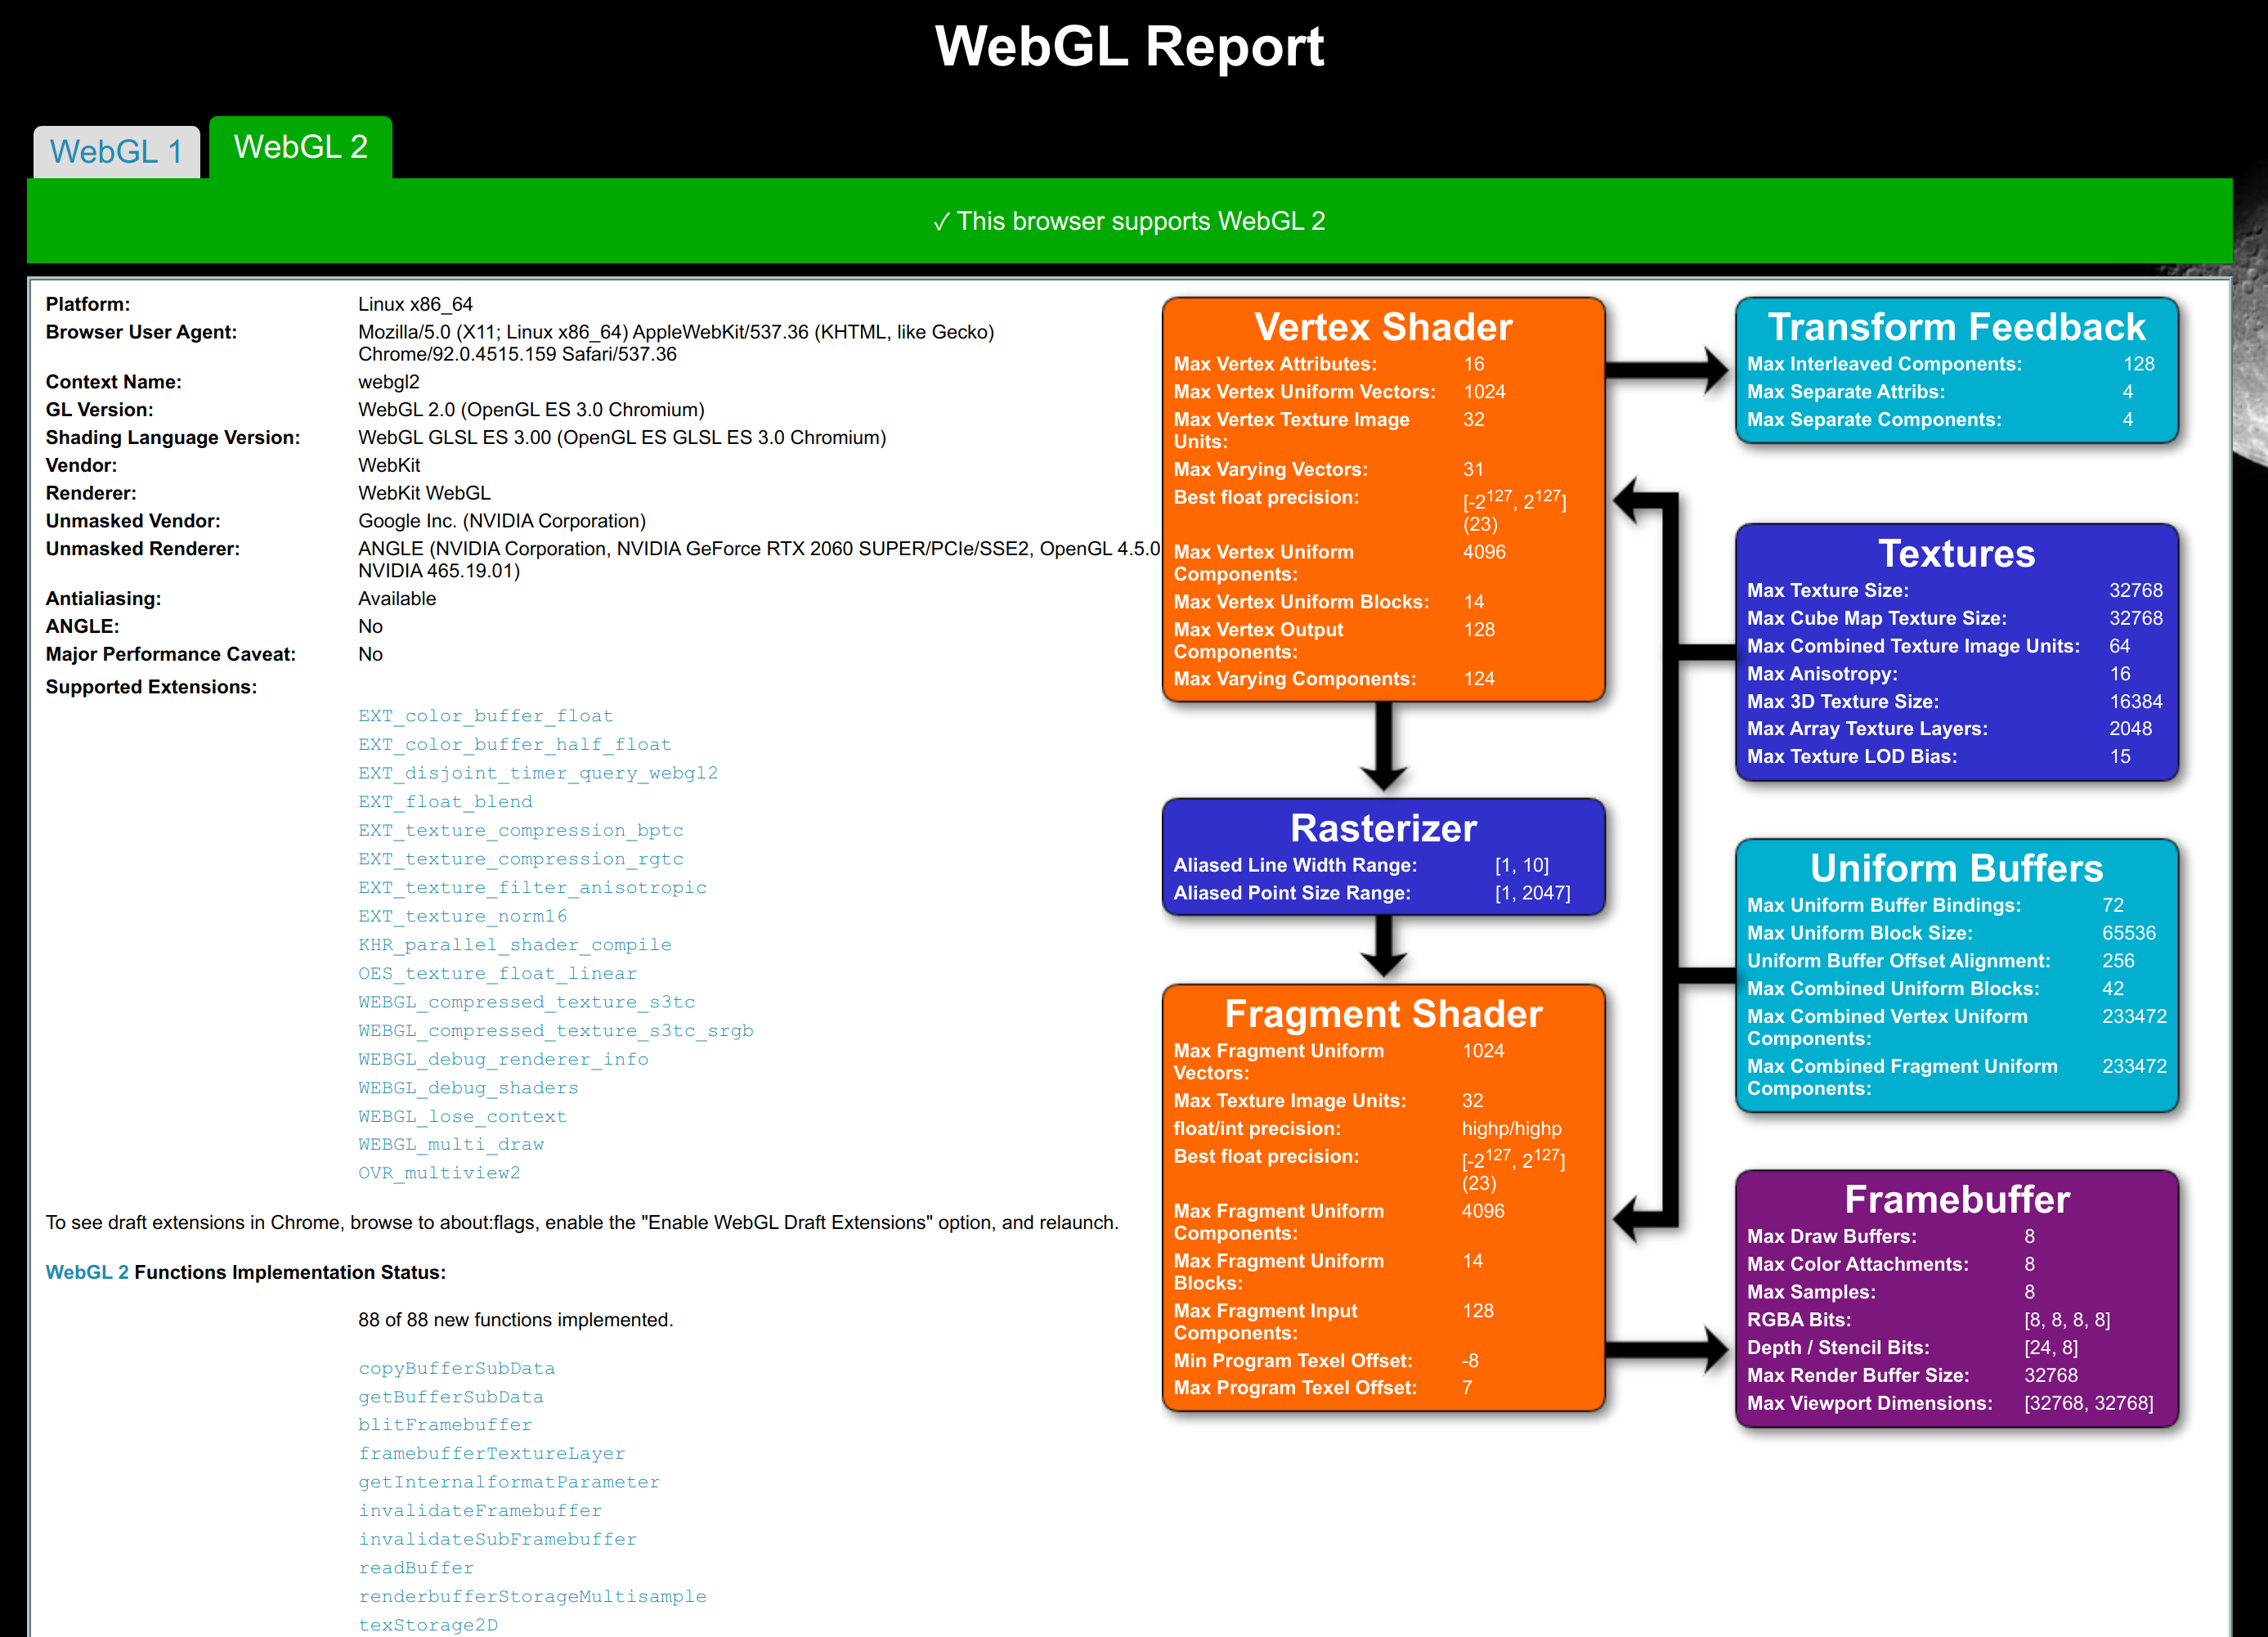 WebGL Report
WebGL 1
WebGL 2
✓ This browser supports WebGL 2
Platform: Linux x86_64
Browser User Agent: Mozilla/5.0 (X11; Linux x86_64) AppleWebKit/537.36 (KHTML, like Gecko)
Chrome/92.0.4515.159 Safari/537.36
Context Name: webgl2
GL Version: WebGL 2.0 (OpenGL ES 3.0 Chromium)
Shading Language Version: WebGL GLSL ES 3.00 (OpenGL ES GLSL ES 3.0 Chromium)
Vendor: WebKit
Renderer: WebKit WebGL
Unmasked Vendor: Google Inc. (NVIDIA Corporation)
Unmasked Renderer: ANGLE (NVIDIA Corporation, NVIDIA GeForce RTX 2060 SUPER/PCIe/SSE2, OpenGL 4.5.0
NVIDIA 465.19.01)
Antialiasing: Available
ANGLE: No
Major Performance Caveat: No
Supported Extensions:
EXT_color_buffer_float
EXT_color_buffer_half_float
EXT_disjoint_timer_query_webgl2
EXT_float_blend
EXT_texture_compression_bptc
EXT_texture_compression_rgtc
EXT_texture_filter_anisotropic
EXT_texture_norm16
KHR_parallel_shader_compile
OES_texture_float_linear
WEBGL_compressed_texture_s3tc
WEBGL_compressed_texture_s3tc_srgb
WEBGL_debug_renderer_info
WEBGL_debug_shaders
WEBGL_lose_context
WEBGL_multi_draw
OVR_multiview2
To see draft extensions in Chrome, browse to about:flags, enable the "Enable WebGL Draft Extensions" option, and relaunch.
WebGL 2 Functions Implementation Status:
88 of 88 new functions implemented.
copyBufferSubData
getBufferSubData
blitFramebuffer
framebufferTextureLayer
getInternalformatParameter
invalidateFramebuffer
invalidateSubFramebuffer
readBuffer
renderbufferStorageMultisample
texStorage2D
Vertex Shader
Max Vertex Attributes: 16
Max Vertex Uniform Vectors: 1024
Max Vertex Texture Image 32
Units:
Max Varying Vectors: 31
Best float precision: [-2^127, 2^127]
(23)
Max Vertex Uniform 4096
Components:
Max Vertex Uniform Blocks: 14
Max Vertex Output 128
Components:
Max Varying Components: 124
Rasterizer
Aliased Line Width Range: [1, 10]
Aliased Point Size Range: [1, 2047]
Fragment Shader
Max Fragment Uniform 1024
Vectors:
Max Texture Image Units: 32
float/int precision: highp/highp
Best float precision: [-2^127, 2^127]
(23)
Max Fragment Uniform 4096
Components:
Max Fragment Uniform 14
Blocks:
Max Fragment Input 128
Components:
Min Program Texel Offset: -8
Max Program Texel Offset: 7
Transform Feedback
Max Interleaved Components: 128
Max Separate Attribs: 4
Max Separate Components: 4
Textures
Max Texture Size: 32768
Max Cube Map Texture Size: 32768
Max Combined Texture Image Units: 64
Max Anisotropy: 16
Max 3D Texture Size: 16384
Max Array Texture Layers: 2048
Max Texture LOD Bias: 15
Uniform Buffers
Max Uniform Buffer Bindings: 72
Max Uniform Block Size: 65536
Uniform Buffer Offset Alignment: 256
Max Combined Uniform Blocks: 42
Max Combined Vertex Uniform 233472
Components:
Max Combined Fragment Uniform 233472
Components:
Framebuffer
Max Draw Buffers: 8
Max Color Attachments: 8
Max Samples: 8
RGBA Bits: [8, 8, 8, 8]
Depth / Stencil Bits: [24, 8]
Max Render Buffer Size: 32768
Max Viewport Dimensions: [32768, 32768]